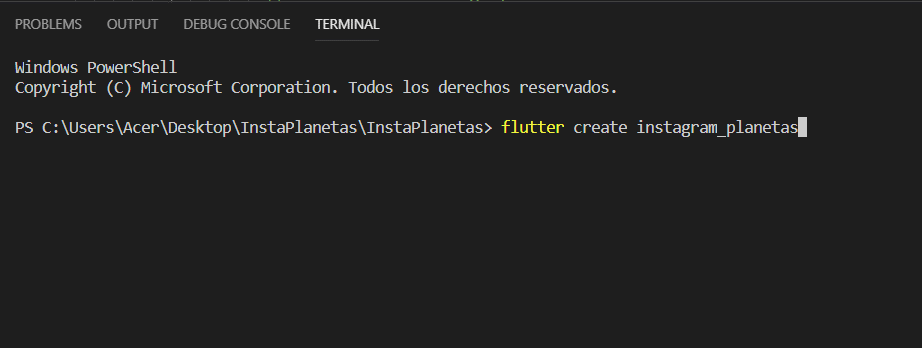 PROBLEMS OUTPUT DEBUG CONSOLE TERMINAL
Windows PowerShell
Copyright (C) Microsoft Corporation. Todos los derechos reservados.
PS C:\Users\Acer\Desktop\InstaPlanetas\InstaPlanetas> flutter create instagram_planetas